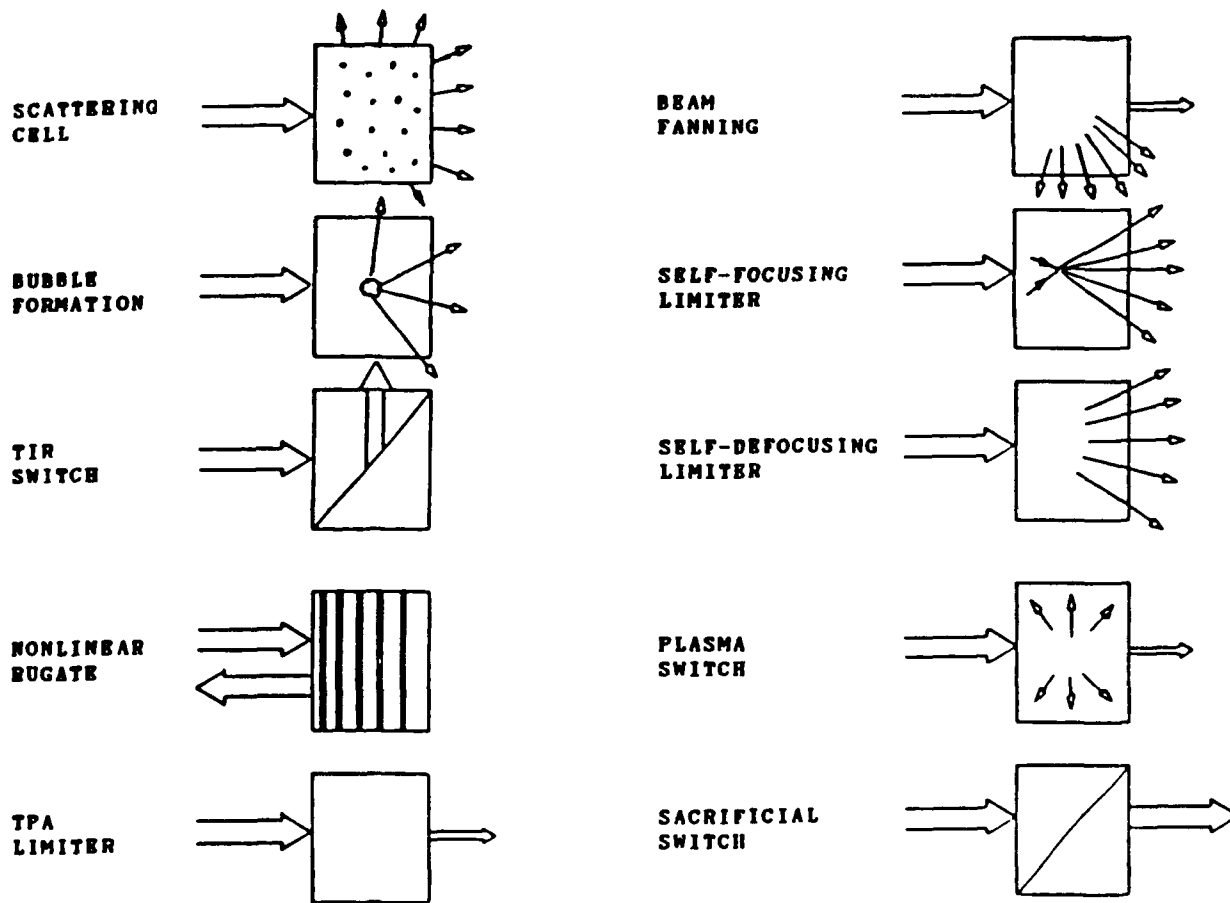 SCATTERING
CELL
BUBBLE
FORMATION
TIR
SWITCH
NONLINEAR
RUGATE
TPA
LIMITER
BEAM
FANNING
SELF-FOCUSING
LIMITER
SELF-DEFOCUSING
LIMITER
PLASMA
SWITCH
SACRIFICIAL
SWITCH